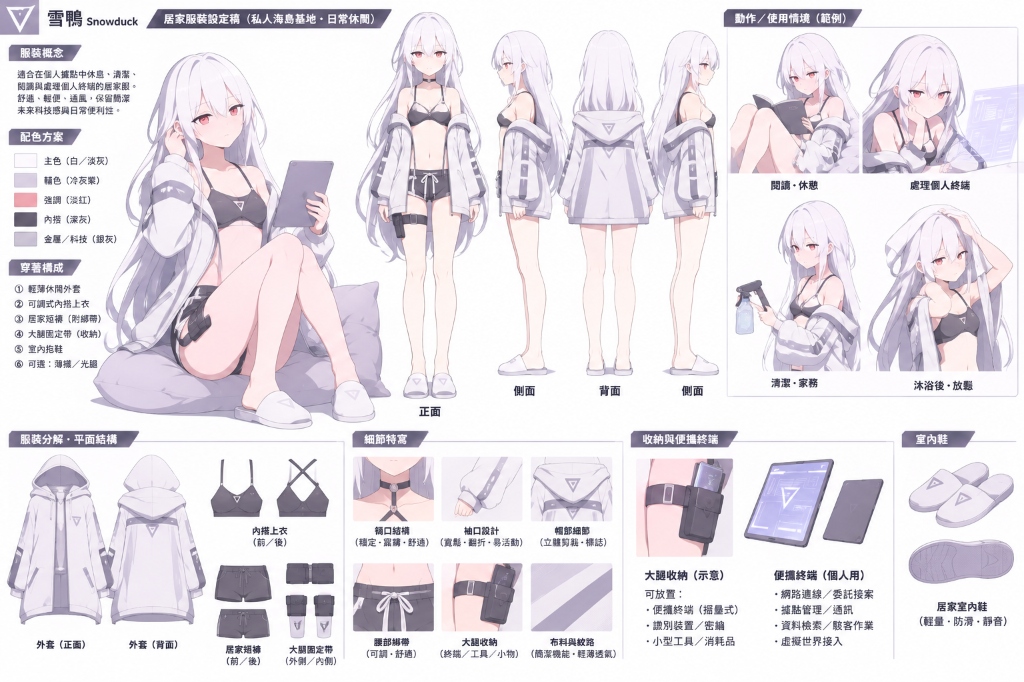 雪鴨 Snowduck
居家服裝設定稿（私人海島基地・日常休閒）
服裝概念
適合在個人據點中休息，清潔、
閱讀與處理個人終端的居家服。
舒適、輕便、通風，保留簡潔
未來科技感與日常便利性。
配色方案
主色（白／淡灰）
輔色（冷灰紫）
強調（淡紅）
內搭（深灰）
金屬／科技（銀灰）
穿著構成
① 輕薄休閒外套
② 可調式內搭上衣
③ 居家短褲（附綁帶）
④ 大腿固定帶（收納）
⑤ 室內拖鞋
⑥ 可選：薄襪／光腿
正面
側面
背面
側面
動作／使用情境（範例）
閱讀・休憩
處理個人終端
清潔・家務
沐浴後・放鬆
服裝分解・平面結構
外套（正面）
外套（背面）
內搭上衣
（前／後）
居家短褲
（前／後）
大腿固定帶
（外側／內側）
細節特寫
領口結構
袖口設計
（寬鬆・翻折・易活動）
帽部細節
（立體剪裁・標誌）
腰部綁帶
（可調・舒適）
大腿收納
（終端／工具／小物）
布料與紋路
（簡潔機能・輕薄透氣）
收納與便攜終端
大腿收納（示意）
可放置：
・便攜終端（摺疊式）
・識別裝置／密鑰
・小型工具／消耗品
便攜終端（個人用）
・網路連線／委託接案
・據點管理／通訊
・資料檢索／駭客作業
・虛擬世界接入
室內鞋
居家室內鞋
（輕量・防滑・靜音）